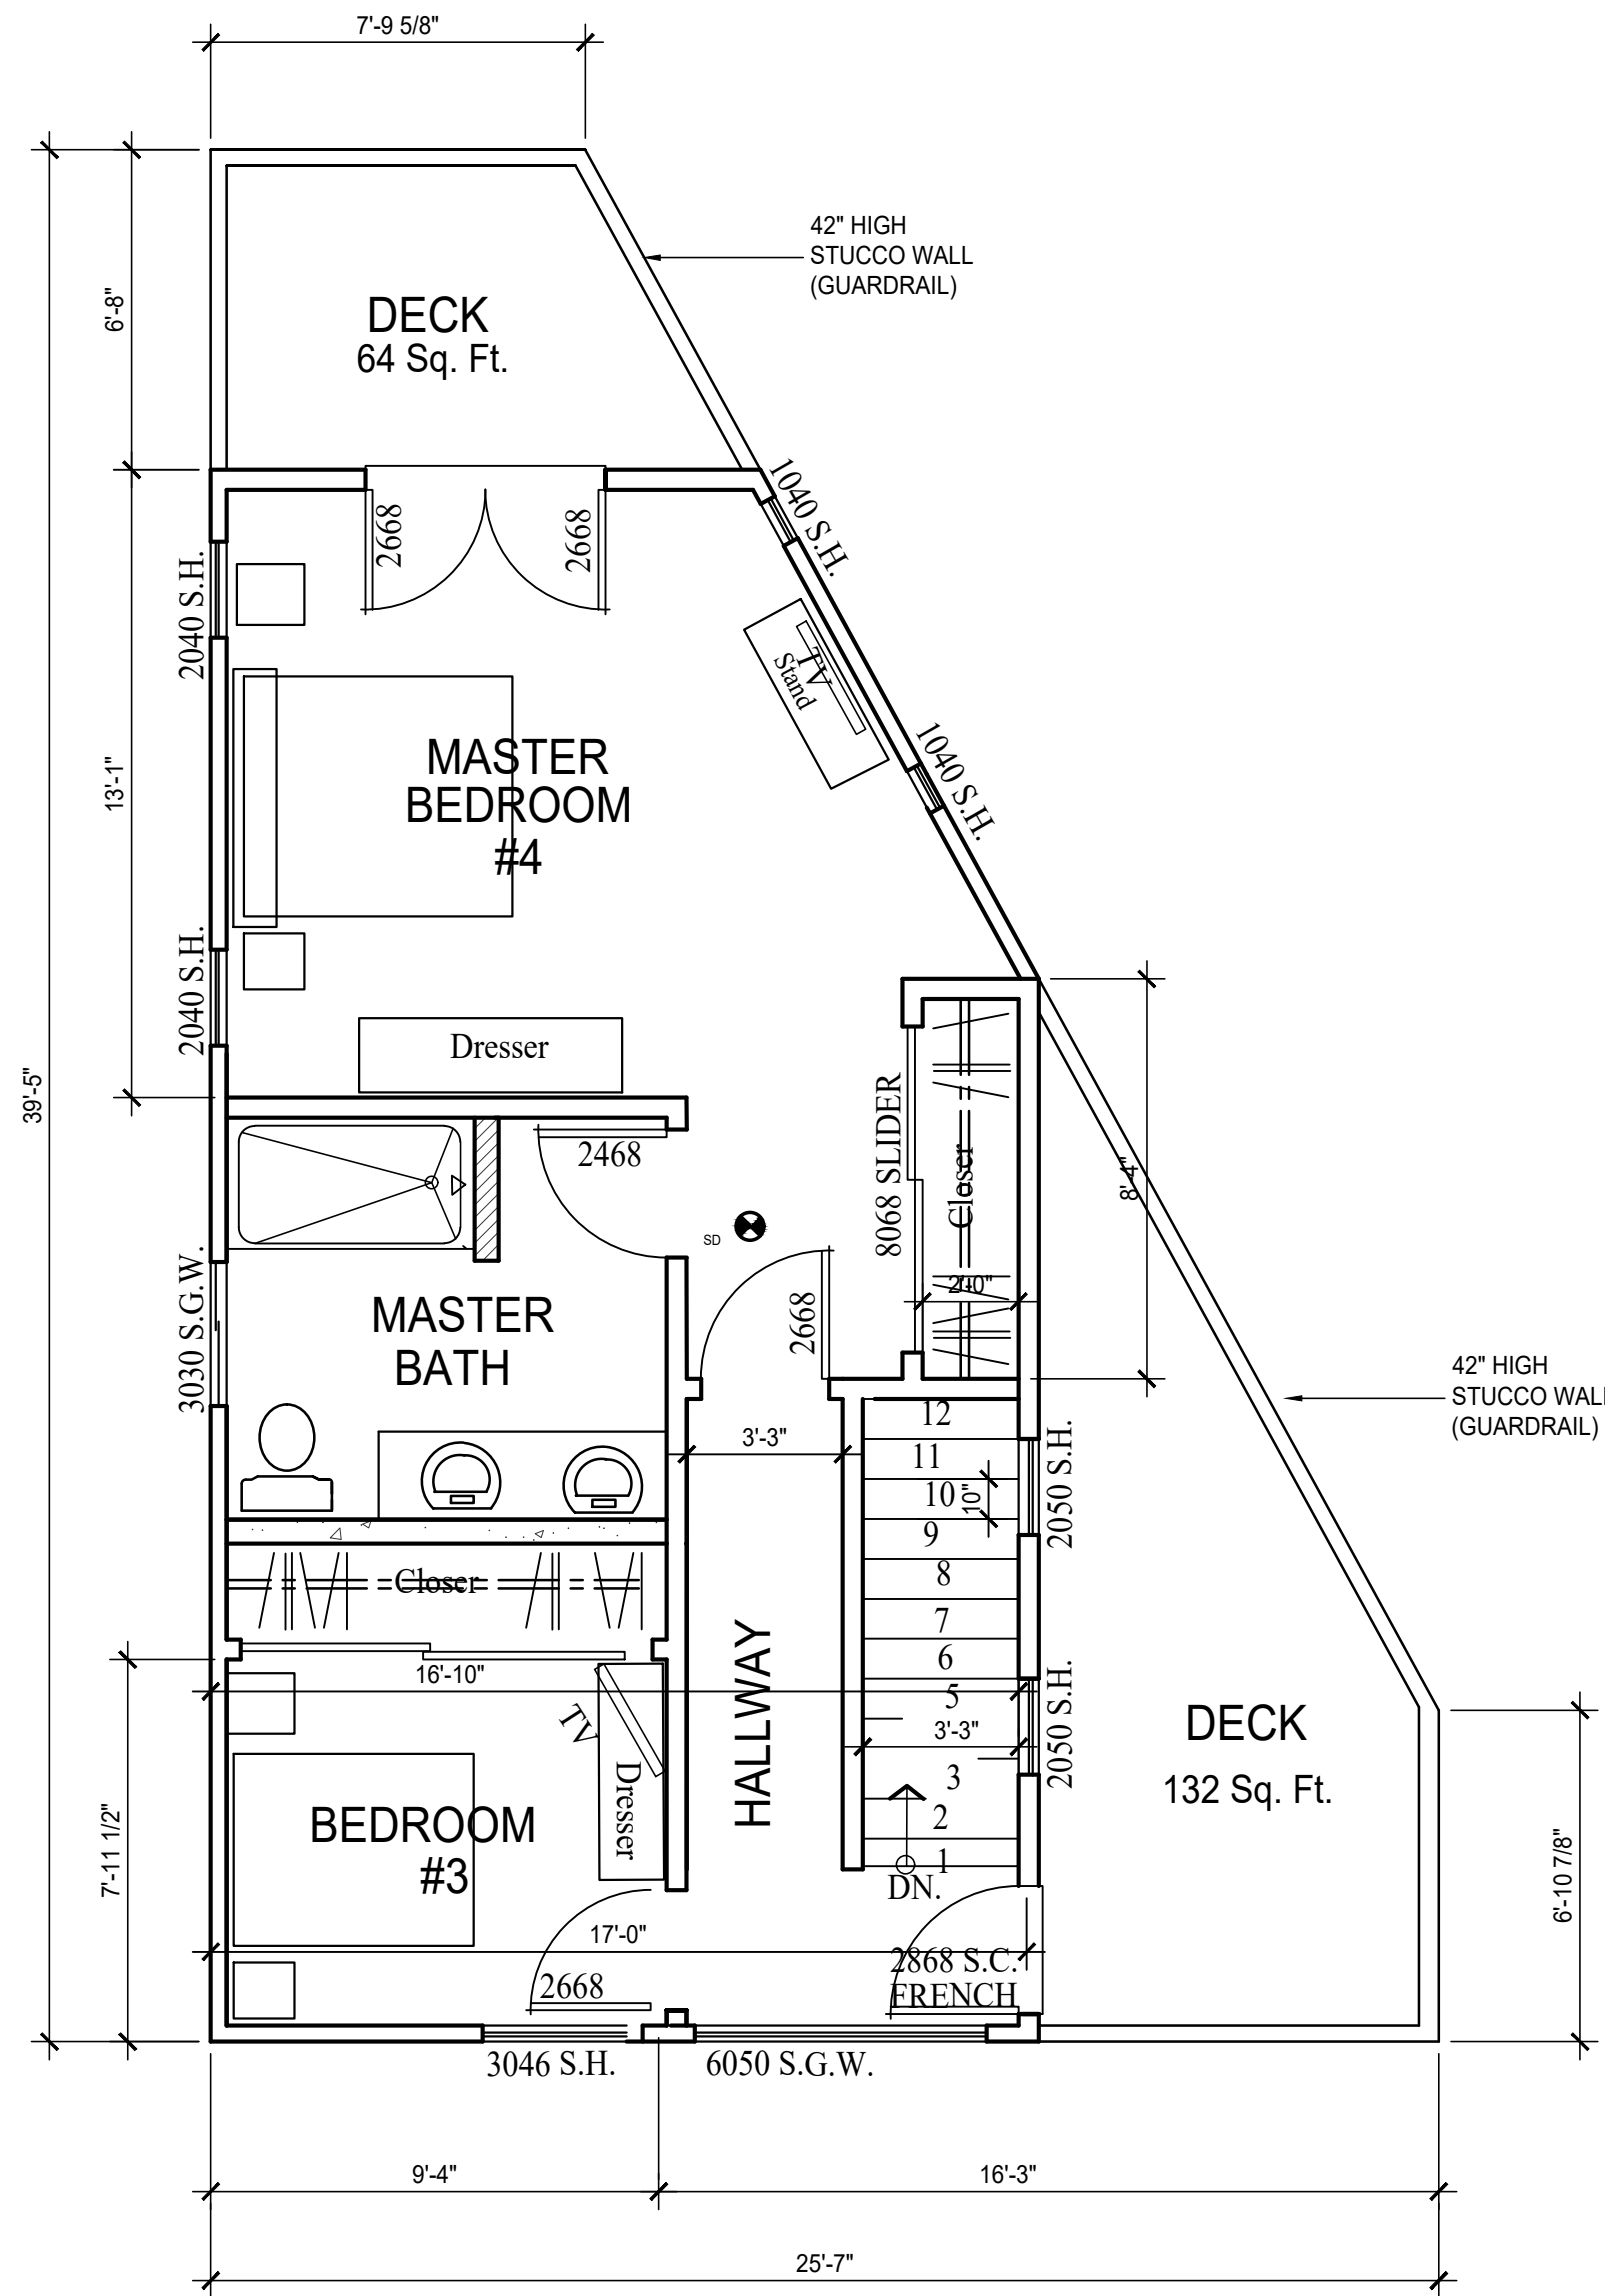 7'-9 5/8"
42" HIGH
STUCCO WALL
(GUARDRAIL)
6'-8"
DECK
64 Sq. Ft.
1040 S.H.
2668
2668
2040 S.H.
TV
Stand
13'-1"
MASTER
BEDROOM
#4
1040 S.H.
2040 S.H.
Dresser
39'-5"
2468
8068 SLIDER
Closer
8'-4"
SD
2'-0"
3030 S.G.W.
MASTER
BATH
2668
42" HIGH
STUCCO WALL
(GUARDRAIL)
3'-3"
12
11
10
10"
9
8
7
6
5
3
2
1
2050 S.H.
Closer
16'-10"
HALLWAY
3'-3"
2050 S.H.
DECK
132 Sq. Ft.
TV
Dresser
BEDROOM
#3
7'-11 1/2"
DN.
6'-10 7/8"
17'-0"
2868 S.C.
FRENCH
2668
3046 S.H.
6050 S.G.W.
9'-4"
16'-3"
25'-7"